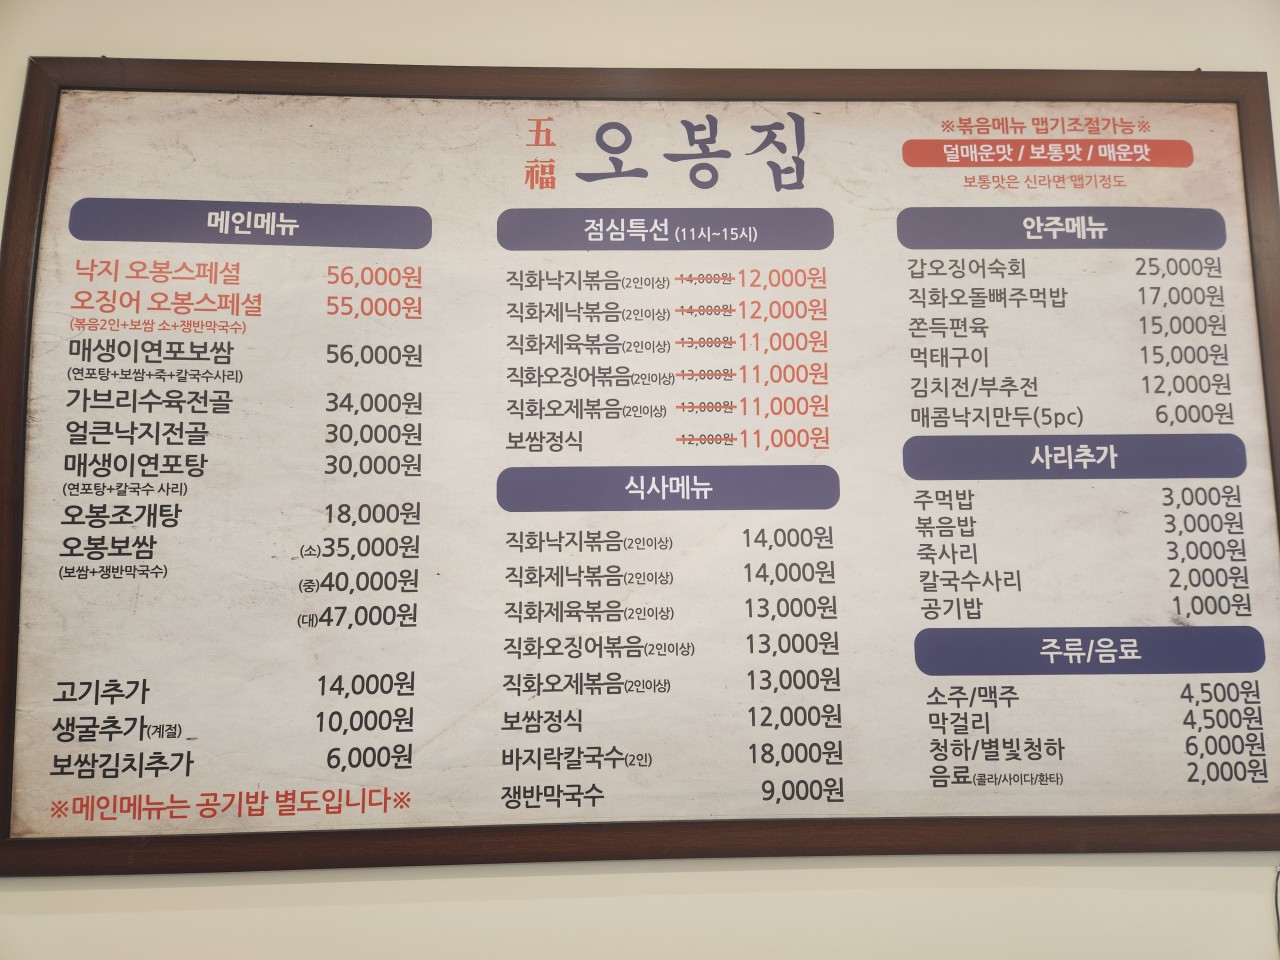 五福 오봉집
※볶음메뉴 맵기조절가능※
덜매운맛 / 보통맛 / 매운맛
보통맛은 신라면 맵기정도
메인메뉴
낙지 오봉스페셜 56,000원
오징어 오봉스페셜 55,000원
(볶음2인+보쌈 소+쟁반막국수)
매생이연포보쌈 56,000원
(연포탕+보쌈+죽+칼국수사리)
가브리수육전골 34,000원
얼큰낙지전골 30,000원
매생이연포탕 30,000원
(연포탕+칼국수 사리)
오봉조개탕 18,000원
오봉보쌈 (소)35,000원
(보쌈+쟁반막국수)
(중)40,000원
(대)47,000원
고기추가 14,000원
생굴추가(계절) 10,000원
보쌈김치추가 6,000원
※메인메뉴는 공기밥 별도입니다※
점심특선 (11시~15시)
직화낙지볶음(2인이상) 14,000원 12,000원
직화제낙볶음(2인이상) 14,000원 12,000원
직화제육볶음(2인이상) 13,000원 11,000원
직화오징어볶음(2인이상) 13,000원 11,000원
직화오제볶음(2인이상) 13,000원 11,000원
보쌈정식 12,000원 11,000원
식사메뉴
직화낙지볶음(2인이상) 14,000원
직화제낙볶음(2인이상) 14,000원
직화제육볶음(2인이상) 13,000원
직화오징어볶음(2인이상) 13,000원
직화오제볶음(2인이상) 13,000원
보쌈정식 12,000원
바지락칼국수(2인) 18,000원
쟁반막국수 9,000원
안주메뉴
갑오징어숙회 25,000원
직화오돌뼈주먹밥 17,000원
쫀득편육 15,000원
먹태구이 15,000원
김치전/부추전 12,000원
매콤낙지만두(5pc) 6,000원
사리추가
주먹밥 3,000원
볶음밥 3,000원
죽사리 3,000원
칼국수사리 2,000원
공기밥 1,000원
주류/음료
소주/맥주 4,500원
막걸리 4,500원
청하/별빛청하 6,000원
음료(콜라/사이다/환타) 2,000원